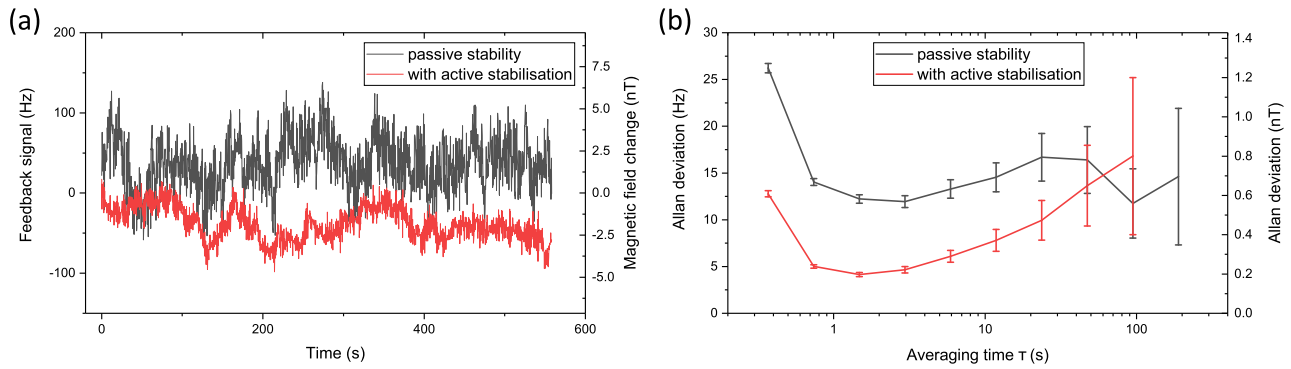 (a)
200
100
0
-100
Feedback signal (Hz)
passive stability
with active stabilisation
7.5
5.0
2.5
0.0
-2.5
-5.0
Magnetic field change (nT)
0
200
400
600
Time (s)
(b)
30
25
20
15
10
5
0
Allan deviation (Hz)
passive stability
with active stabilisation
1.4
1.2
1.0
0.8
0.6
0.4
0.2
0.0
Allan deviation (nT)
1
10
100
Averaging time τ (s)